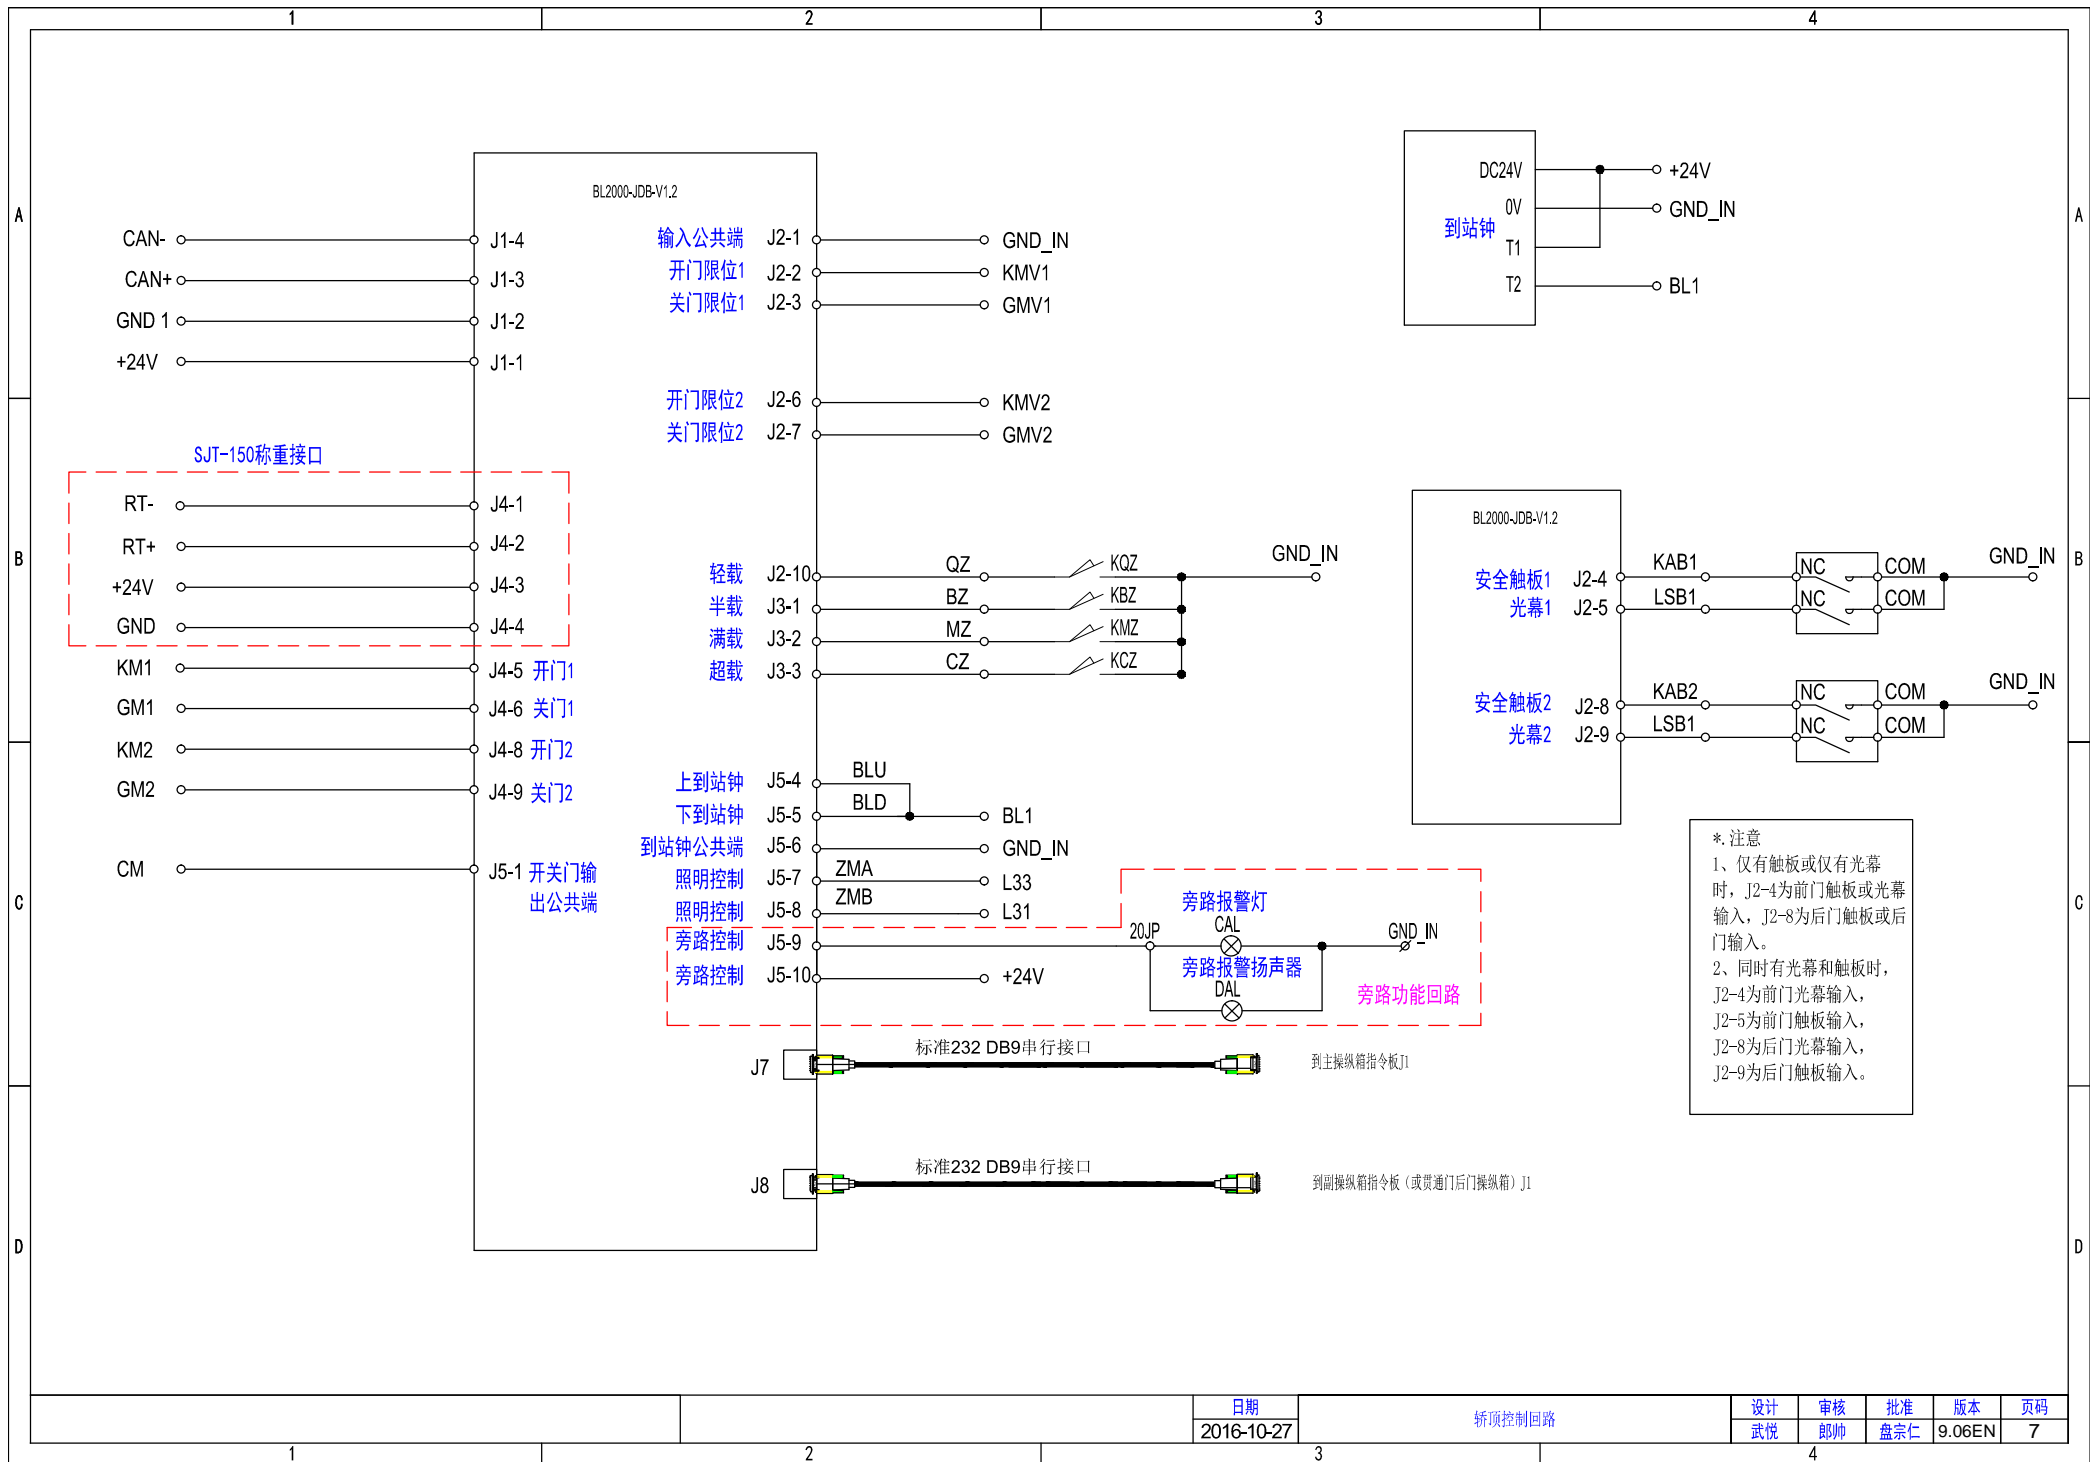 1 2 3 4
A
B
C
D
A
B
C
D
BL2000-JDB-V1.2
CAN- J1-4
CAN+ J1-3
GND 1 J1-2
+24V J1-1
SJT-150称重接口
RT- J4-1
RT+ J4-2
+24V J4-3
GND J4-4
KM1 J4-5 开门1
GM1 J4-6 关门1
KM2 J4-8 开门2
GM2 J4-9 关门2
CM J5-1 开关门输
出公共端
输入公共端 J2-1 GND_IN
开门限位1 J2-2 KMV1
关门限位1 J2-3 GMV1
开门限位2 J2-6 KMV2
关门限位2 J2-7 GMV2
轻载 J2-10 QZ KQZ GND_IN
半载 J3-1 BZ KBZ
满载 J3-2 MZ KMZ
超载 J3-3 CZ KCZ
上到站钟 J5-4 BLU
下到站钟 J5-5 BLD BL1
到站钟公共端 J5-6 GND_IN
照明控制 J5-7 ZMA L33
照明控制 J5-8 ZMB L31
旁路报警灯
旁路控制 J5-9 20JP CAL GND_IN
旁路报警扬声器
旁路控制 J5-10 +24V DAL
旁路功能回路
J7 标准232 DB9串行接口 到主操纵箱指令板J1
J8 标准232 DB9串行接口 到副操纵箱指令板（或贯通门后门操纵箱）J1
到站钟
DC24V +24V
0V GND_IN
T1
T2 BL1
BL2000-JDB-V1.2
安全触板1 J2-4 KAB1 NC COM GND_IN
光幕1 J2-5 LSB1 NC COM
安全触板2 J2-8 KAB2 NC COM GND_IN
光幕2 J2-9 LSB1 NC COM
*.注意
1、仅有触板或仅有光幕
时，J2-4为前门触板或光幕
输入，J2-8为后门触板或后
门输入。
2、同时有光幕和触板时，
J2-4为前门光幕输入，
J2-5为前门触板输入，
J2-8为后门光幕输入，
J2-9为后门触板输入。
日期 轿顶控制回路 设计 审核 批准 版本 页码
2016-10-27 武悦 郎帅 盘宗仁 9.06EN 7
1 2 3 4